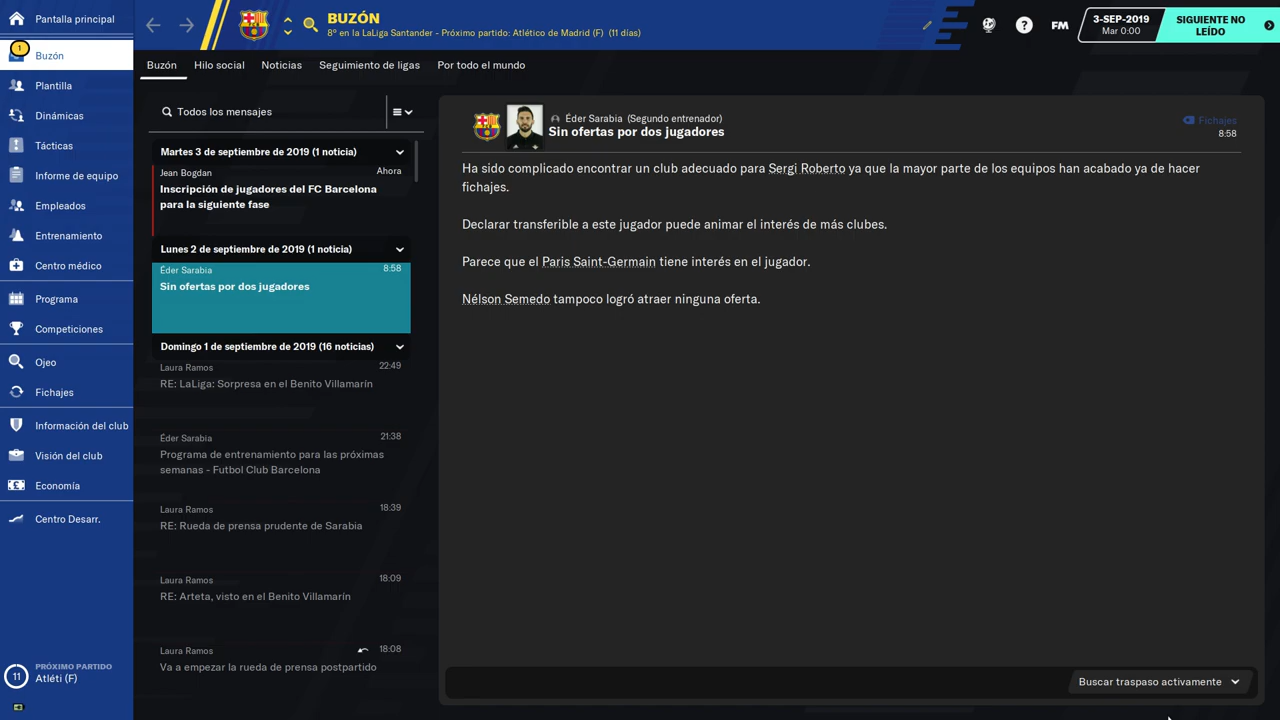 Pantalla principal
1
Buzón
Plantilla
Dinámicas
Tácticas
Informe de equipo
Empleados
Entrenamiento
Centro médico
Programa
Competiciones
Ojeo
Fichajes
Información del club
Visión del club
Economía
Centro Desarr.
11
PRÓXIMO PARTIDO
Atléti (F)
BUZÓN
8º en la LaLiga Santander - Próximo partido: Atlético de Madrid (F) (11 días)
?
FM
3-SEP-2019
Mar 0:00
SIGUIENTE NO
LEÍDO
Buzón
Hilo social
Noticias
Seguimiento de ligas
Por todo el mundo
Todos los mensajes
Martes 3 de septiembre de 2019 (1 noticia)
Jean Bogdan
Ahora
Inscripción de jugadores del FC Barcelona
para la siguiente fase
Lunes 2 de septiembre de 2019 (1 noticia)
Éder Sarabia
8:58
Sin ofertas por dos jugadores
Domingo 1 de septiembre de 2019 (16 noticias)
Laura Ramos
22:49
RE: LaLiga: Sorpresa en el Benito Villamarín
Éder Sarabia
21:38
Programa de entrenamiento para las próximas
semanas - Futbol Club Barcelona
Laura Ramos
18:39
RE: Rueda de prensa prudente de Sarabia
Laura Ramos
18:09
RE: Arteta, visto en el Benito Villamarín
Laura Ramos
18:08
Va a empezar la rueda de prensa postpartido
Éder Sarabia (Segundo entrenador)
Sin ofertas por dos jugadores
Fichajes
8:58
Ha sido complicado encontrar un club adecuado para Sergi Roberto ya que la mayor parte de los equipos han acabado ya de hacer
fichajes.
Declarar transferible a este jugador puede animar el interés de más clubes.
Parece que el Paris Saint-Germain tiene interés en el jugador.
Nélson Semedo tampoco logró atraer ninguna oferta.
Buscar traspaso activamente